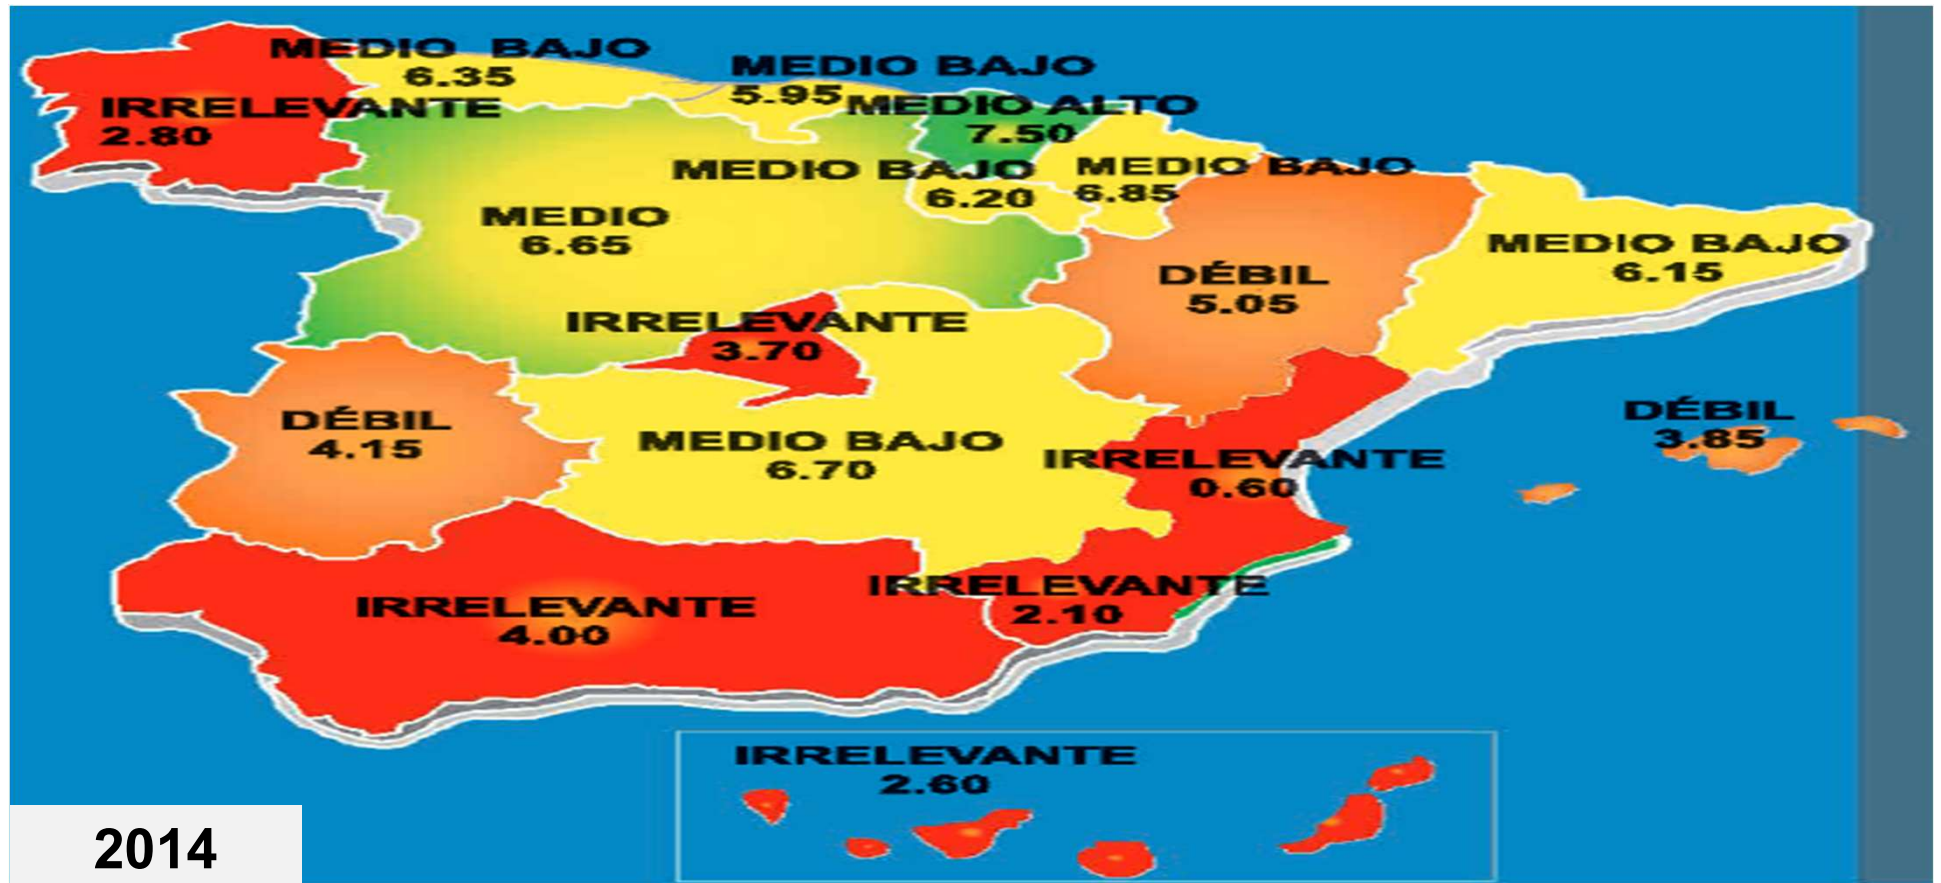 MEDIO BAJO
6.35
MEDIO BAJO
5.95
IRRELEVANTE
2.80
MEDIO ALTO
7.50
MEDIO BAJO
6.20
MEDIO BAJO
6.85
MEDIO
6.65
MEDIO BAJO
6.15
DÉBIL
5.05
IRRELEVANTE
3.70
DÉBIL
4.15
MEDIO BAJO
6.70
DÉBIL
3.85
IRRELEVANTE
0.60
IRRELEVANTE
4.00
IRRELEVANTE
2.10
IRRELEVANTE
2.60
2014